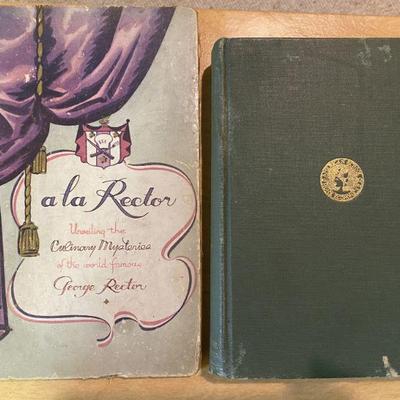 a la Rector
Unveiling the
Culinary Mysteries
of the world famous
George Rector